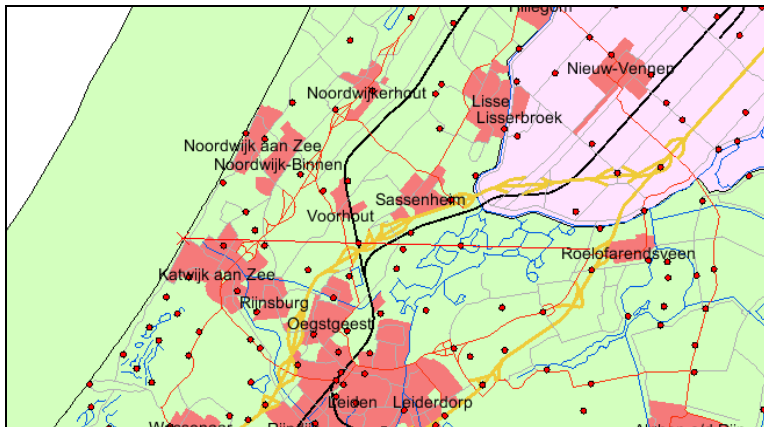 Hillegom
Nieuw-Vennep
Noordwijkerhout
Lisse
Lisserbroek
Noordwijk aan Zee
Noordwijk-Binnen
Sassenheim
Voorhout
Roelofarendsveen
Katwijk aan Zee
Rijnsburg
Oegstgeest
Leiden
Leiderdorp